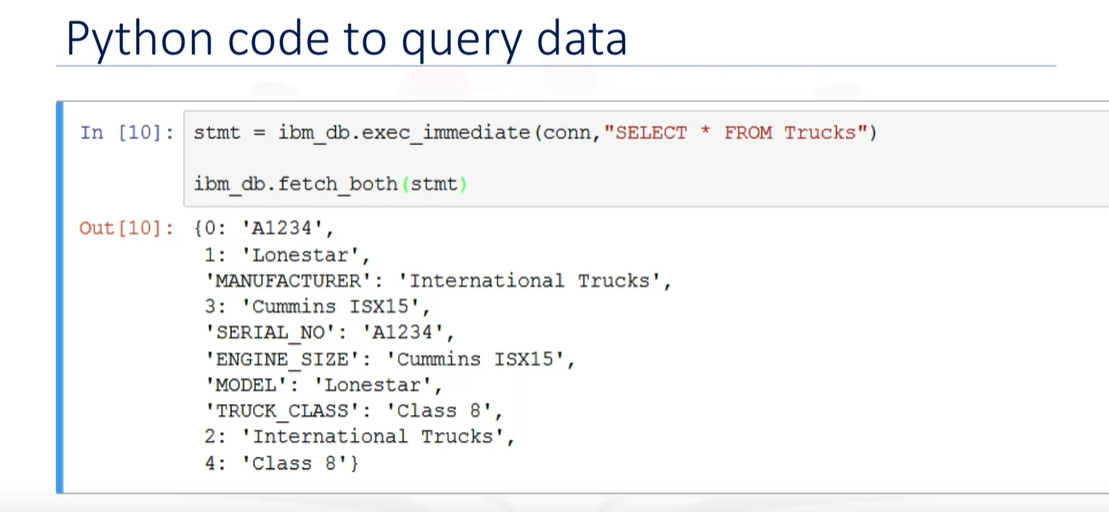 Python code to query data
In [10]: stmt = ibm_db.exec_immediate(conn,"SELECT * FROM Trucks")
ibm_db.fetch_both(stmt)
Out[10]: {0: 'A1234',
1: 'Lonestar',
'MANUFACTURER': 'International Trucks',
3: 'Cummins ISX15',
'SERIAL_NO': 'A1234',
'ENGINE_SIZE': 'Cummins ISX15',
'MODEL': 'Lonestar',
'TRUCK_CLASS': 'Class 8',
2: 'International Trucks',
4: 'Class 8'}